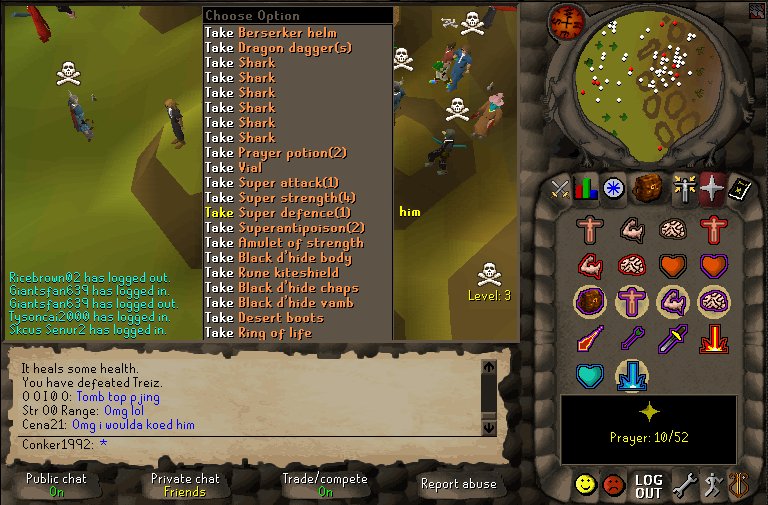 Choose Option
Take Berserker helm
Take Dragon dagger(s)
Take Shark
Take Shark
Take Shark
Take Shark
Take Shark
Take Shark
Take Prayer potion(2)
Take Vial
Take Super attack(1)
Take Super strength(4)
Take Super defence(1)
Take Superantipoison(2)
Take Amulet of strength
Take Black d'hide body
Take Rune kiteshield
Take Black d'hide chaps
Take Black d'hide vamb
Take Desert boots
Take Ring of life
him
Level: 3
Ricebrown02 has logged out.
Giantsfan639 has logged in.
Giantsfan639 has logged out.
Tysoncai2000 has logged in.
Skcus Senur2 has logged in.
It heals some health.
You have defeated Treiz.
O O I 0 O: Tomb top p jing
Str 00 Range: Omg lol
Cena21: Omg i woulda koed him
Conker1992: *
Prayer: 10/52
Public chat
On
Private chat
Friends
Trade/compete
On
Report abuse
LOG
OUT